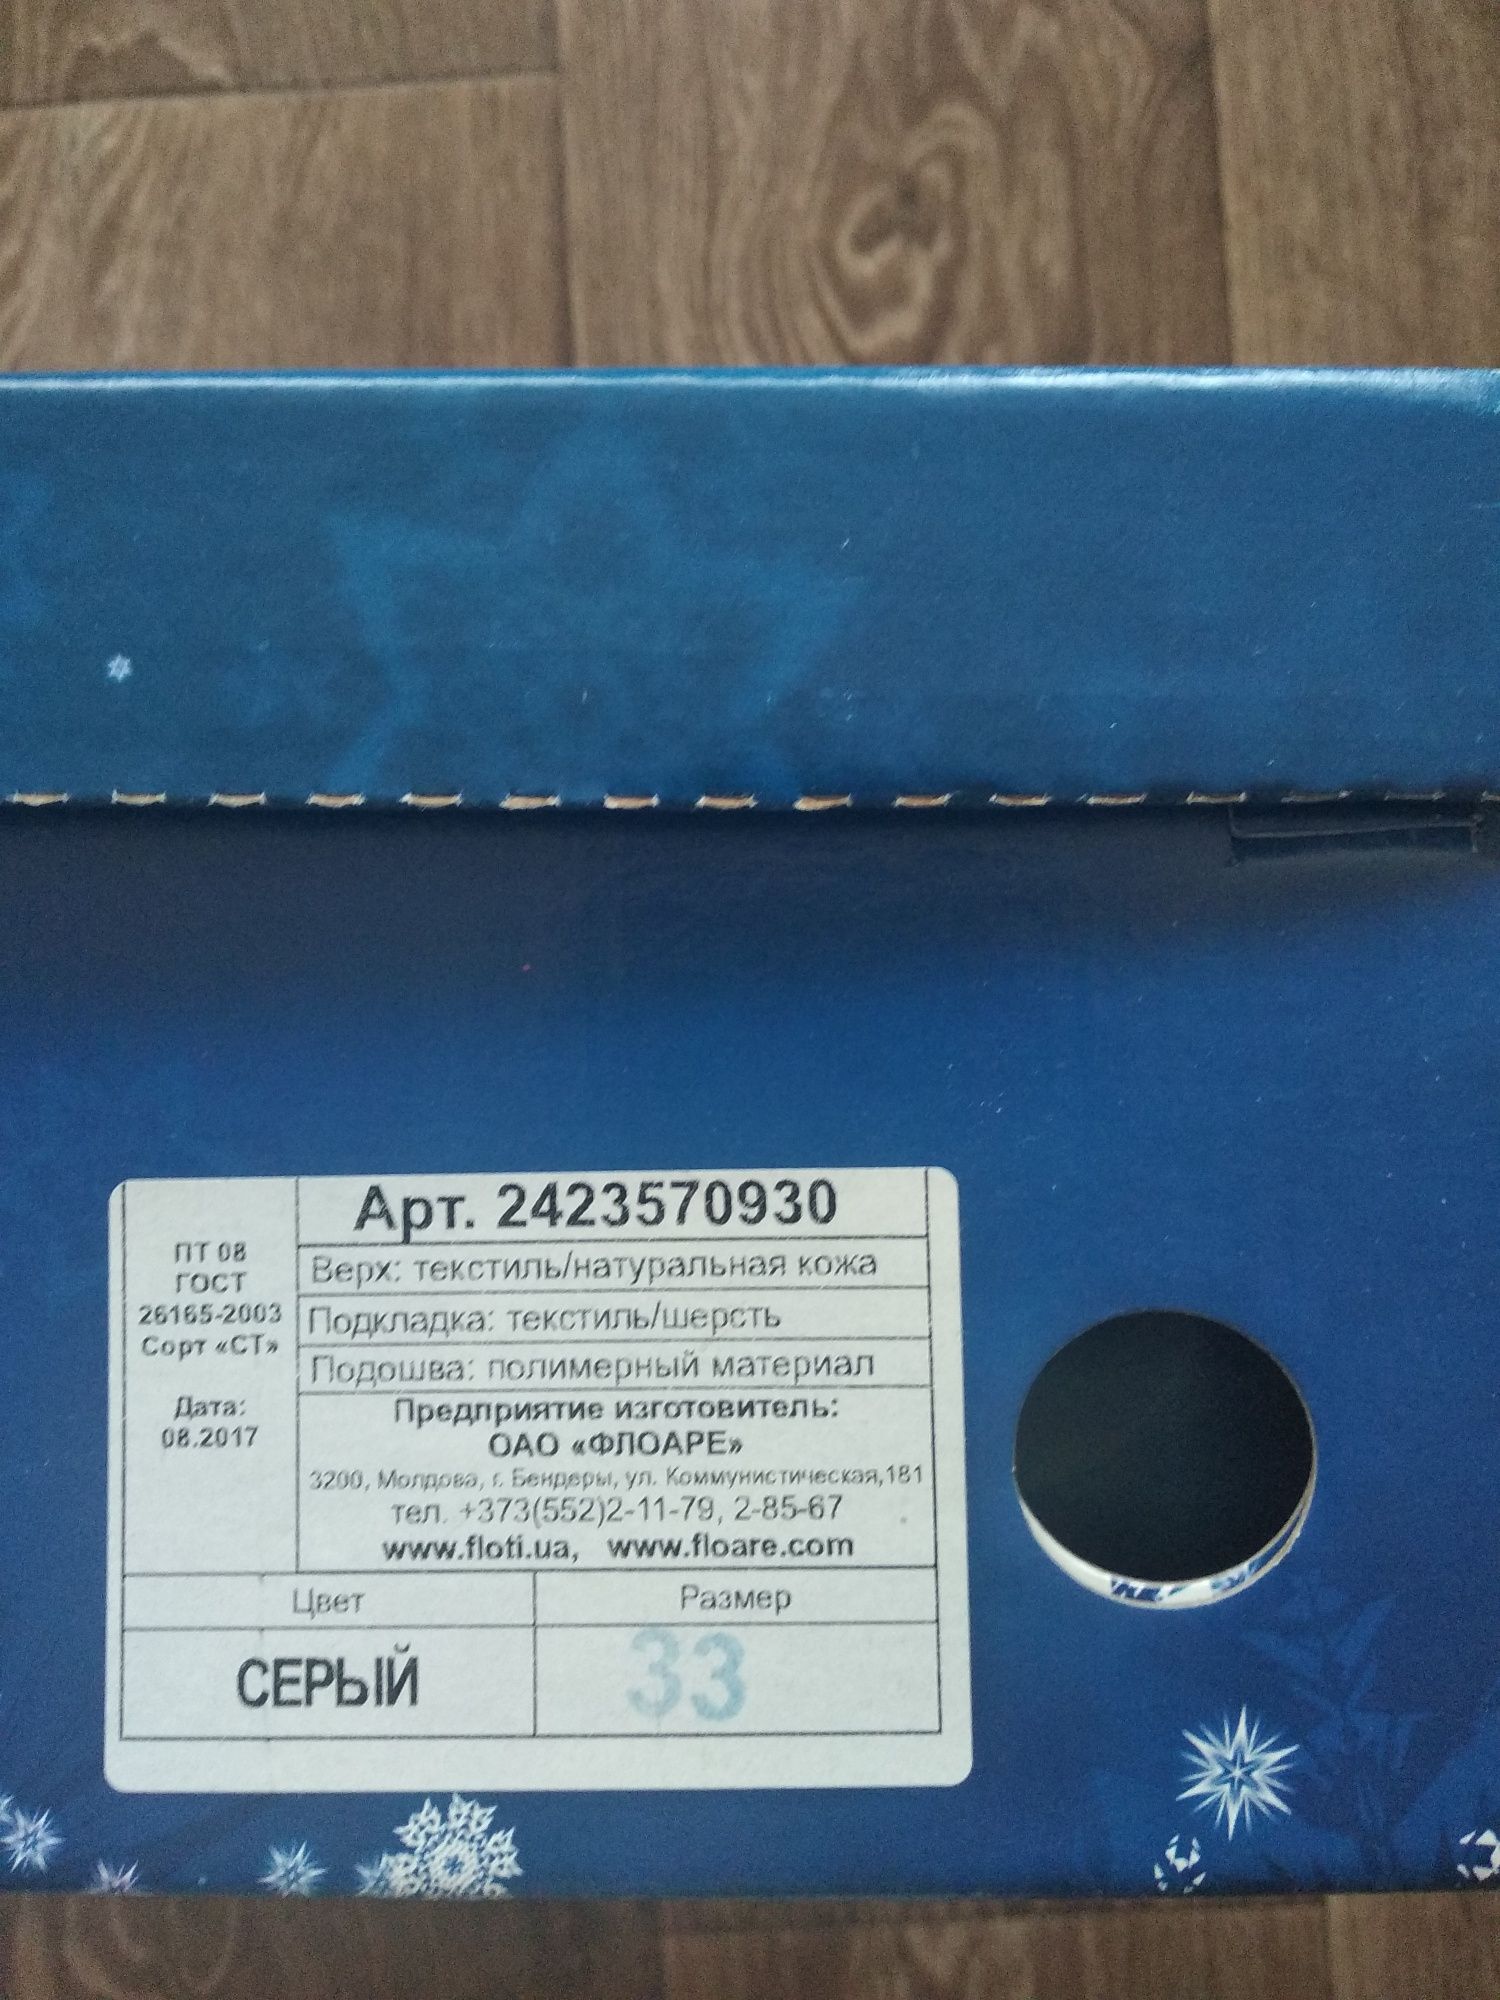 Арт. 2423570930
ПТ 08
ГОСТ
26165-2003
Сорт «СТ»
Дата:
08.2017
Верх: текстиль/натуральная кожа
Подкладка: текстиль/шерсть
Подошва: полимерный материал
Предприятие изготовитель:
ОАО «ФЛОАРЕ»
3200, Молдова, г. Бендеры, ул. Коммунистическая,181
тел. +373(552)2-11-79, 2-85-67
www.floti.ua, www.floare.com
Цвет
Размер
СЕРЫЙ
33